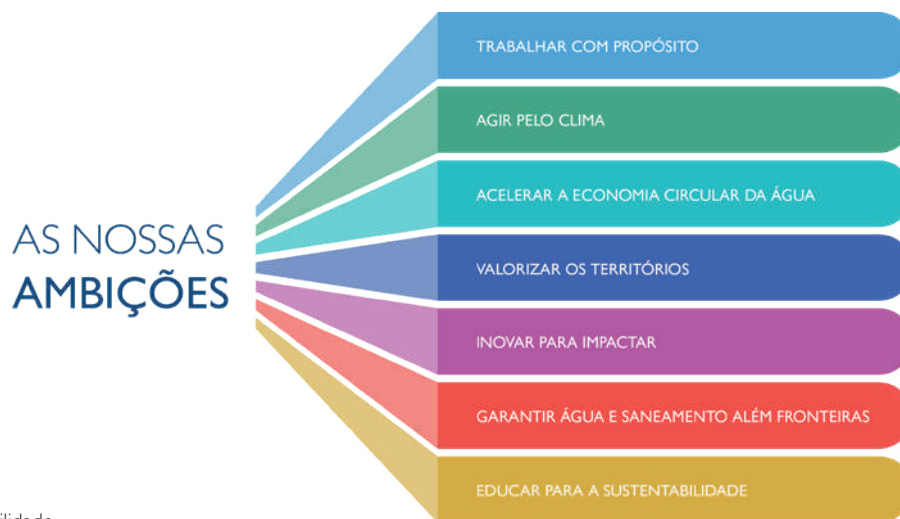 AS NOSSAS
AMBIÇÕES
TRABALHAR COM PROPÓSITO
AGIR PELO CLIMA
ACELERAR A ECONOMIA CIRCULAR DA ÁGUA
VALORIZAR OS TERRITÓRIOS
INOVAR PARA IMPACTAR
GARANTIR ÁGUA E SANEAMENTO ALÉM FRONTEIRAS
EDUCAR PARA A SUSTENTABILIDADE